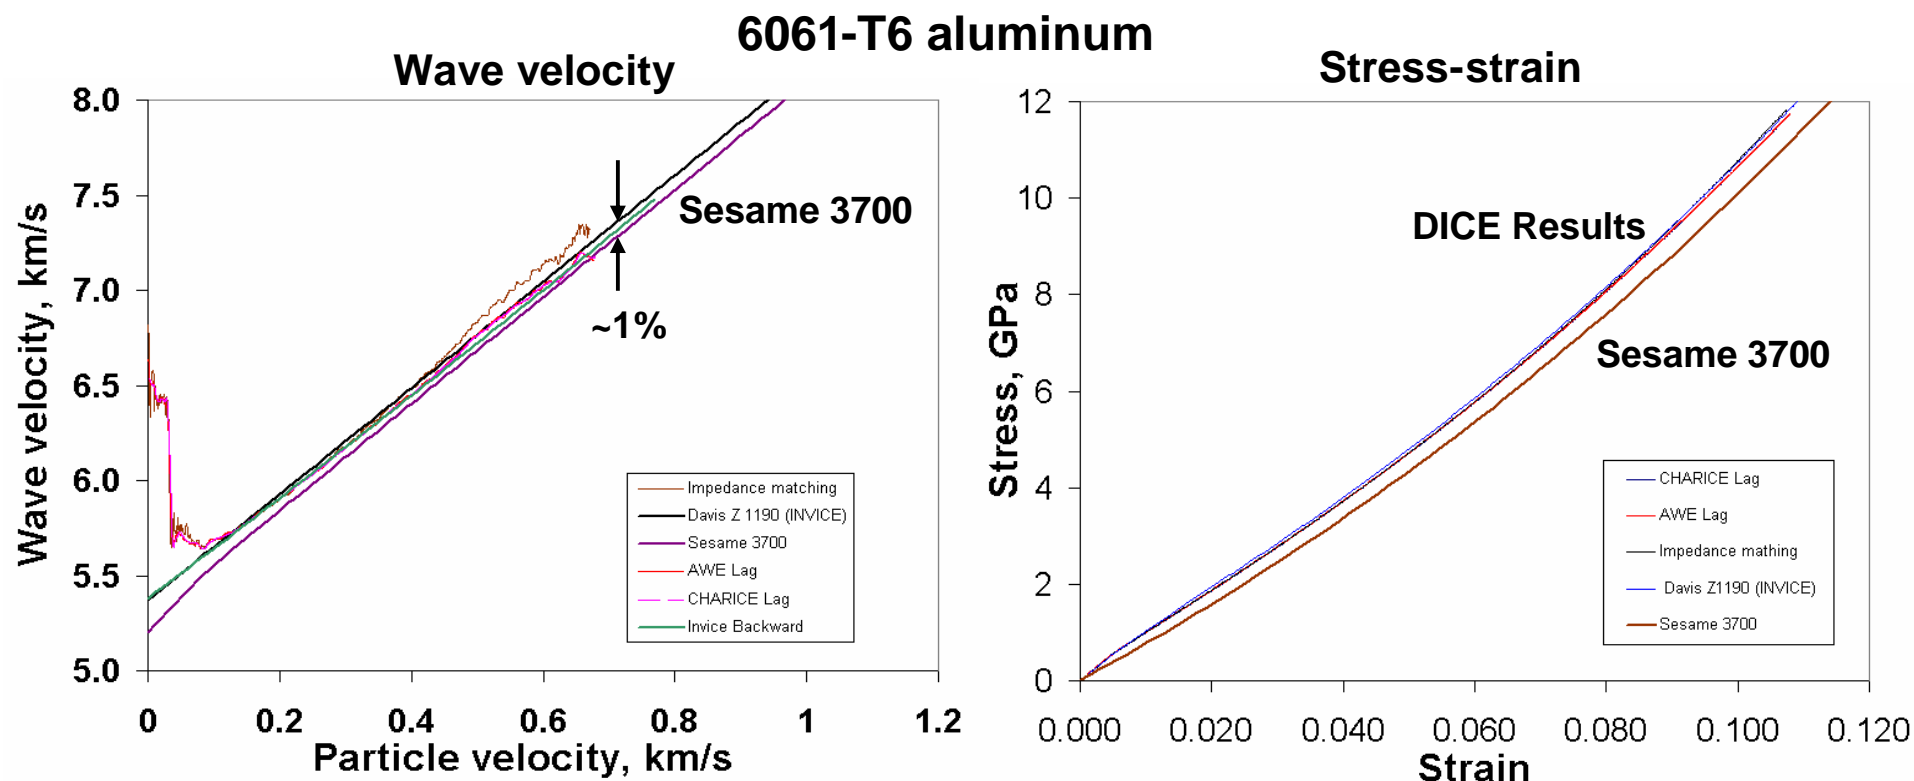 6061-T6 aluminum
Wave velocity
8.0
7.5
7.0
6.5
6.0
5.5
5.0
Wave velocity, km/s
0 0.2 0.4 0.6 0.8 1 1.2
Particle velocity, km/s
Sesame 3700
~1%
Impedance matching
Davis Z 1190 (INVICE)
Sesame 3700
AWE Lag
CHARICE Lag
Invice Backward
Stress-strain
12
10
8
6
4
2
0
Stress, GPa
0.000 0.020 0.040 0.060 0.080 0.100 0.120
Strain
DICE Results
Sesame 3700
CHARICE Lag
AWE Lag
Impedance mathing
Davis Z1190 (INVICE)
Sesame 3700